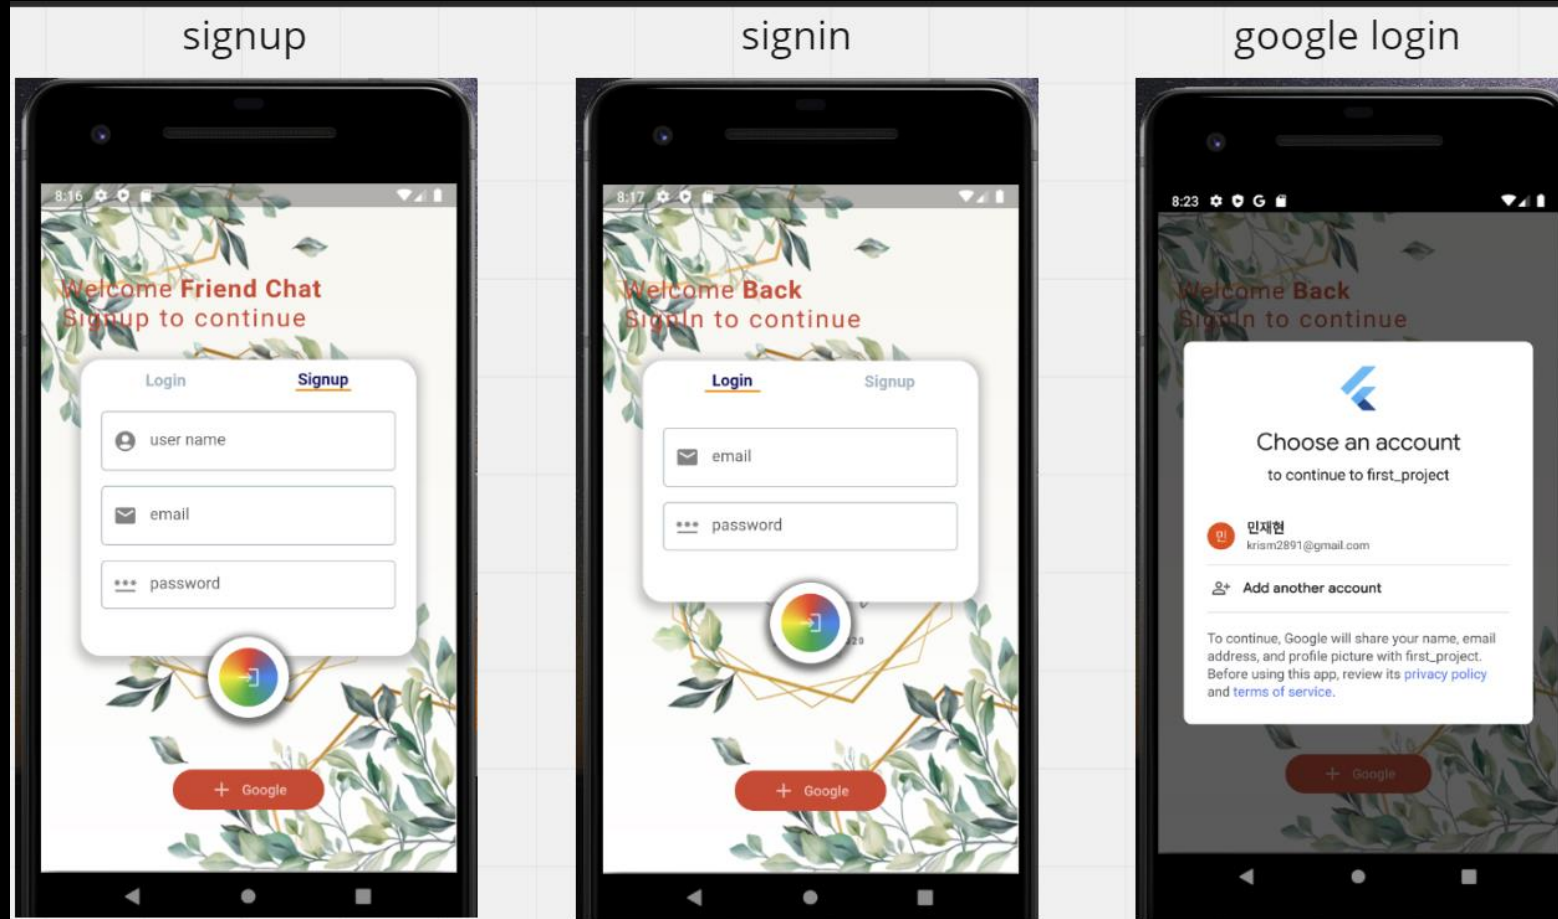 signup
signin
google login
8:16
Welcome Friend Chat
Signup to continue
Login
Signup
user name
email
password
+ Google
8:17
Welcome Back
SignIn to continue
Login
Signup
email
password
29
+ Google
8:23
G
Welcome Back
SignIn to continue
Choose an account
to continue to first_project
민
민재현
krism2891@gmail.com
Add another account
To continue, Google will share your name, email
address, and profile picture with first_project.
Before using this app, review its privacy policy
and terms of service.
+ Google